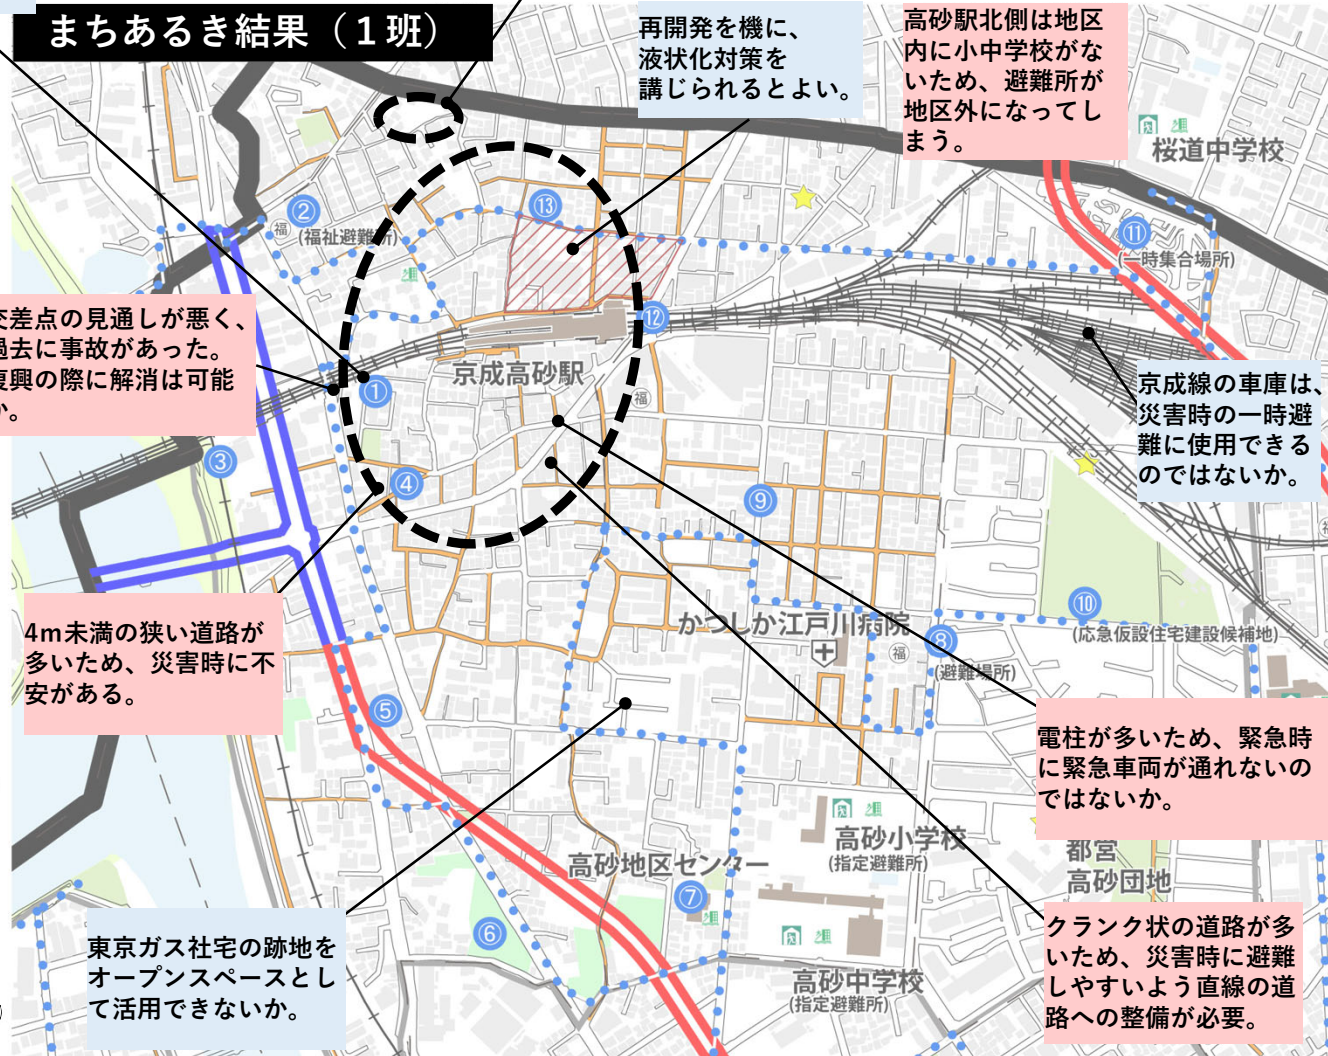 まちあるき結果（１班）
再開発を機に、
液状化対策を
講じられるとよい。
高砂駅北側は地区
内に小中学校がな
いため、避難所が
地区外になってし
まう。
桜道中学校
②
福
(福祉避難所)
⑬
⑪
(一時集合場所)
交差点の見通しが悪く、
過去に事故があった。
復興の際に解消は可能
か。
⑫
京成高砂駅
①
福
京成線の車庫は、
災害時の一時避
難に使用できる
のではないか。
③
④
⑨
4m未満の狭い道路が
多いため、災害時に不
安がある。
かつしか江戸川病院
⑧
福
(避難場所)
⑩
(応急仮設住宅建設候補地)
⑤
電柱が多いため、緊急時
に緊急車両が通れないの
ではないか。
高砂小学校
(指定避難所)
高砂地区センター
⑦
都営
高砂団地
⑥
東京ガス社宅の跡地を
オープンスペースとし
て活用できないか。
高砂中学校
(指定避難所)
クランク状の道路が多
いため、災害時に避難
しやすいよう直線の道
路への整備が必要。